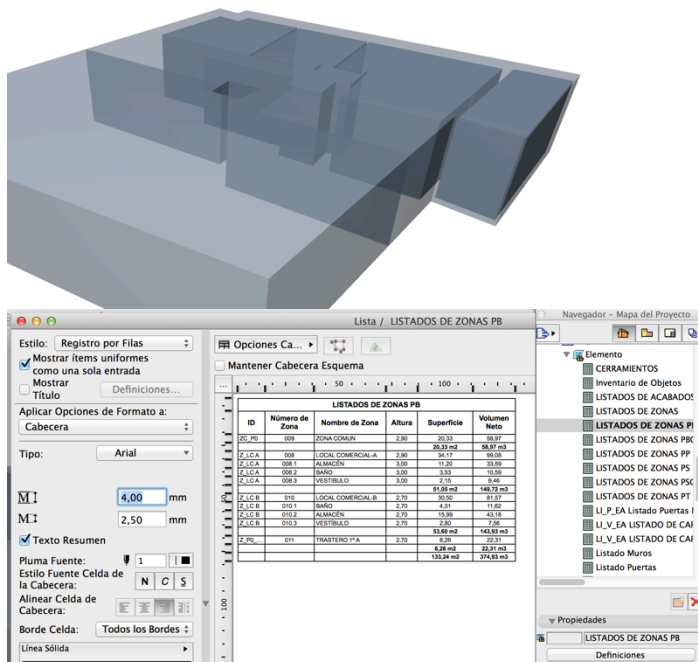 Lista / LISTADOS DE ZONAS PB
Estilo: Registro por Filas
Mostrar ítems uniformes
como una sola entrada
Mostrar
Título
Definiciones...
Aplicar Opciones de Formato a:
Cabecera
Tipo: Arial
4,00 mm
2,50 mm
Texto Resumen
Pluma Fuente: 1
Estilo Fuente Celda de
la Cabecera: N C S
Alinear Celda de
Cabecera:
Borde Celda: Todos los Bordes
Línea Sólida
Opciones Ca...
Mantener Cabecera Esquema
50 100
100
LISTADOS DE ZONAS PB
ID Número de Zona Nombre de Zona Altura Superficie Volumen Neto
ZC_P0 009 ZONA COMUN 2,90 20,33 58,97
20,33 m2 58,97 m3
Z_LC A 008 LOCAL COMERCIAL-A 2,90 34,17 99,08
Z_LC A 008.1 ALMACÉN 3,00 11,20 33,59
Z_LC A 008.2 BAÑO 3,00 3,53 10,59
Z_LC A 008.3 VESTIBULO 3,00 2,15 6,46
51,05 m2 149,72 m3
Z_LC B 010 LOCAL COMERCIAL-B 2,70 30,50 81,57
Z_LC B 010.1 BAÑO 2,70 4,31 11,62
Z_LC B 010.2 ALMACÉN 2,70 15,99 43,18
Z_LC B 010.3 VESTÍBULO 2,70 2,80 7,56
53,60 m2 143,93 m3
Z_P0_... 011 TRASTERO 1ºA 2,70 8,26 22,31
8,26 m2 22,31 m3
133,24 m2 374,93 m3
Navegador - Mapa del Proyecto
Elemento
CERRAMIENTOS
Inventario de Objetos
LISTADOS DE ACABADOS
LISTADOS DE ZONAS
LISTADOS DE ZONAS P
LISTADOS DE ZONAS PBC
LISTADOS DE ZONAS PP
LISTADOS DE ZONAS PS
LISTADOS DE ZONAS PSC
LISTADOS DE ZONAS PT
LI_P_EA Listado Puertas
LI_V_EA LISTADO DE CAR
LI_V_EA LISTADO DE CAR
Listado Muros
Listado Puertas
Propiedades
LISTADOS DE ZONAS PB
Definiciones